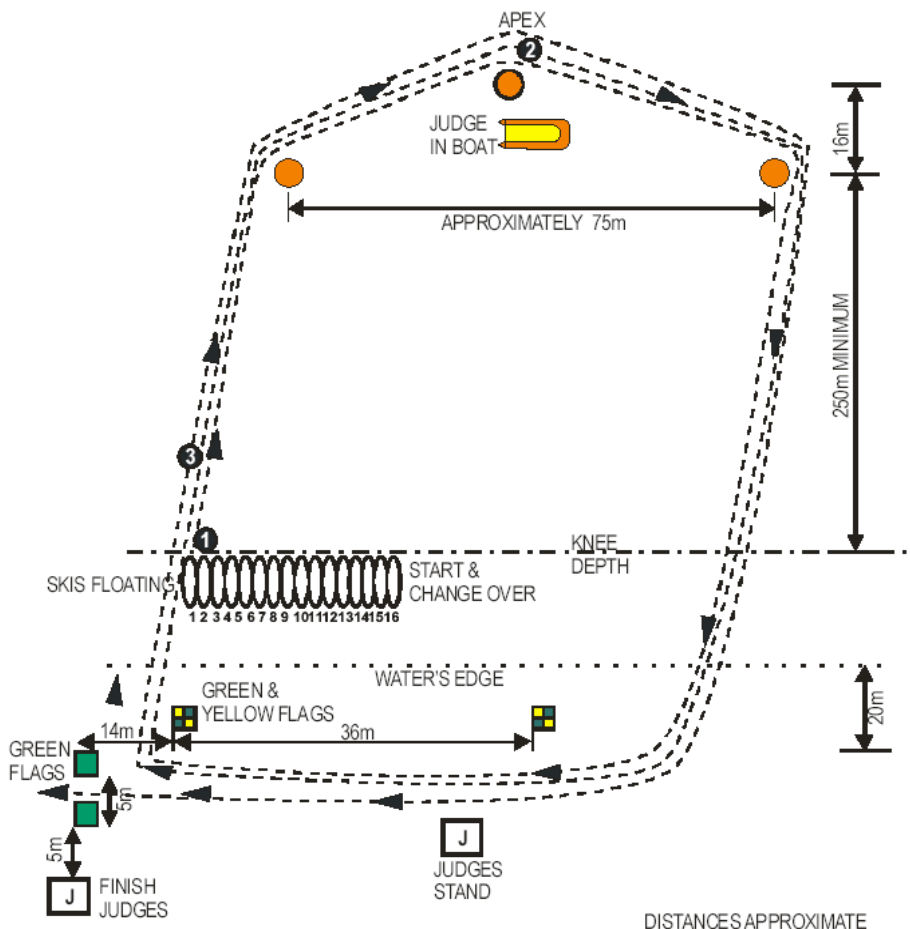 APEX
2
JUDGE
IN BOAT
16m
APPROXIMATELY 75m
250m MINIMUM
3
1
KNEE
DEPTH
SKIS FLOATING
START &
CHANGE OVER
1 2 3 4 5 6 7 8 9 10 11 12 13 14 15 16
WATER'S EDGE
GREEN &
YELLOW FLAGS
20m
14m
36m
GREEN
FLAGS
5m
5m
J
JUDGES
STAND
J
FINISH
JUDGES
DISTANCES APPROXIMATE